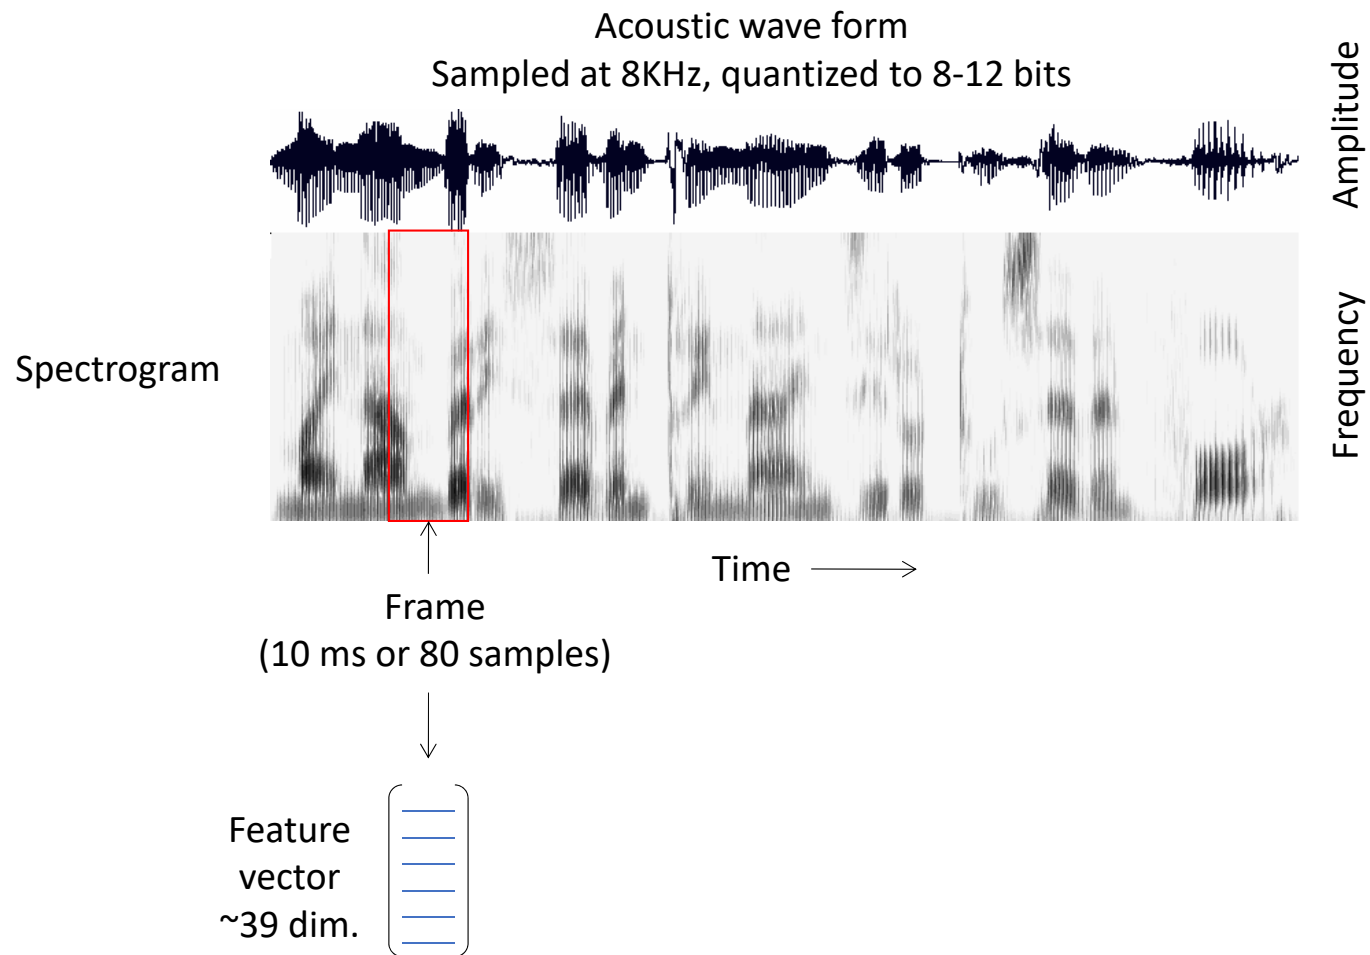 Acoustic wave form
Sampled at 8KHz, quantized to 8-12 bits
Amplitude
Spectrogram
Frequency
Time
Frame
(10 ms or 80 samples)
Feature
vector
~39 dim.